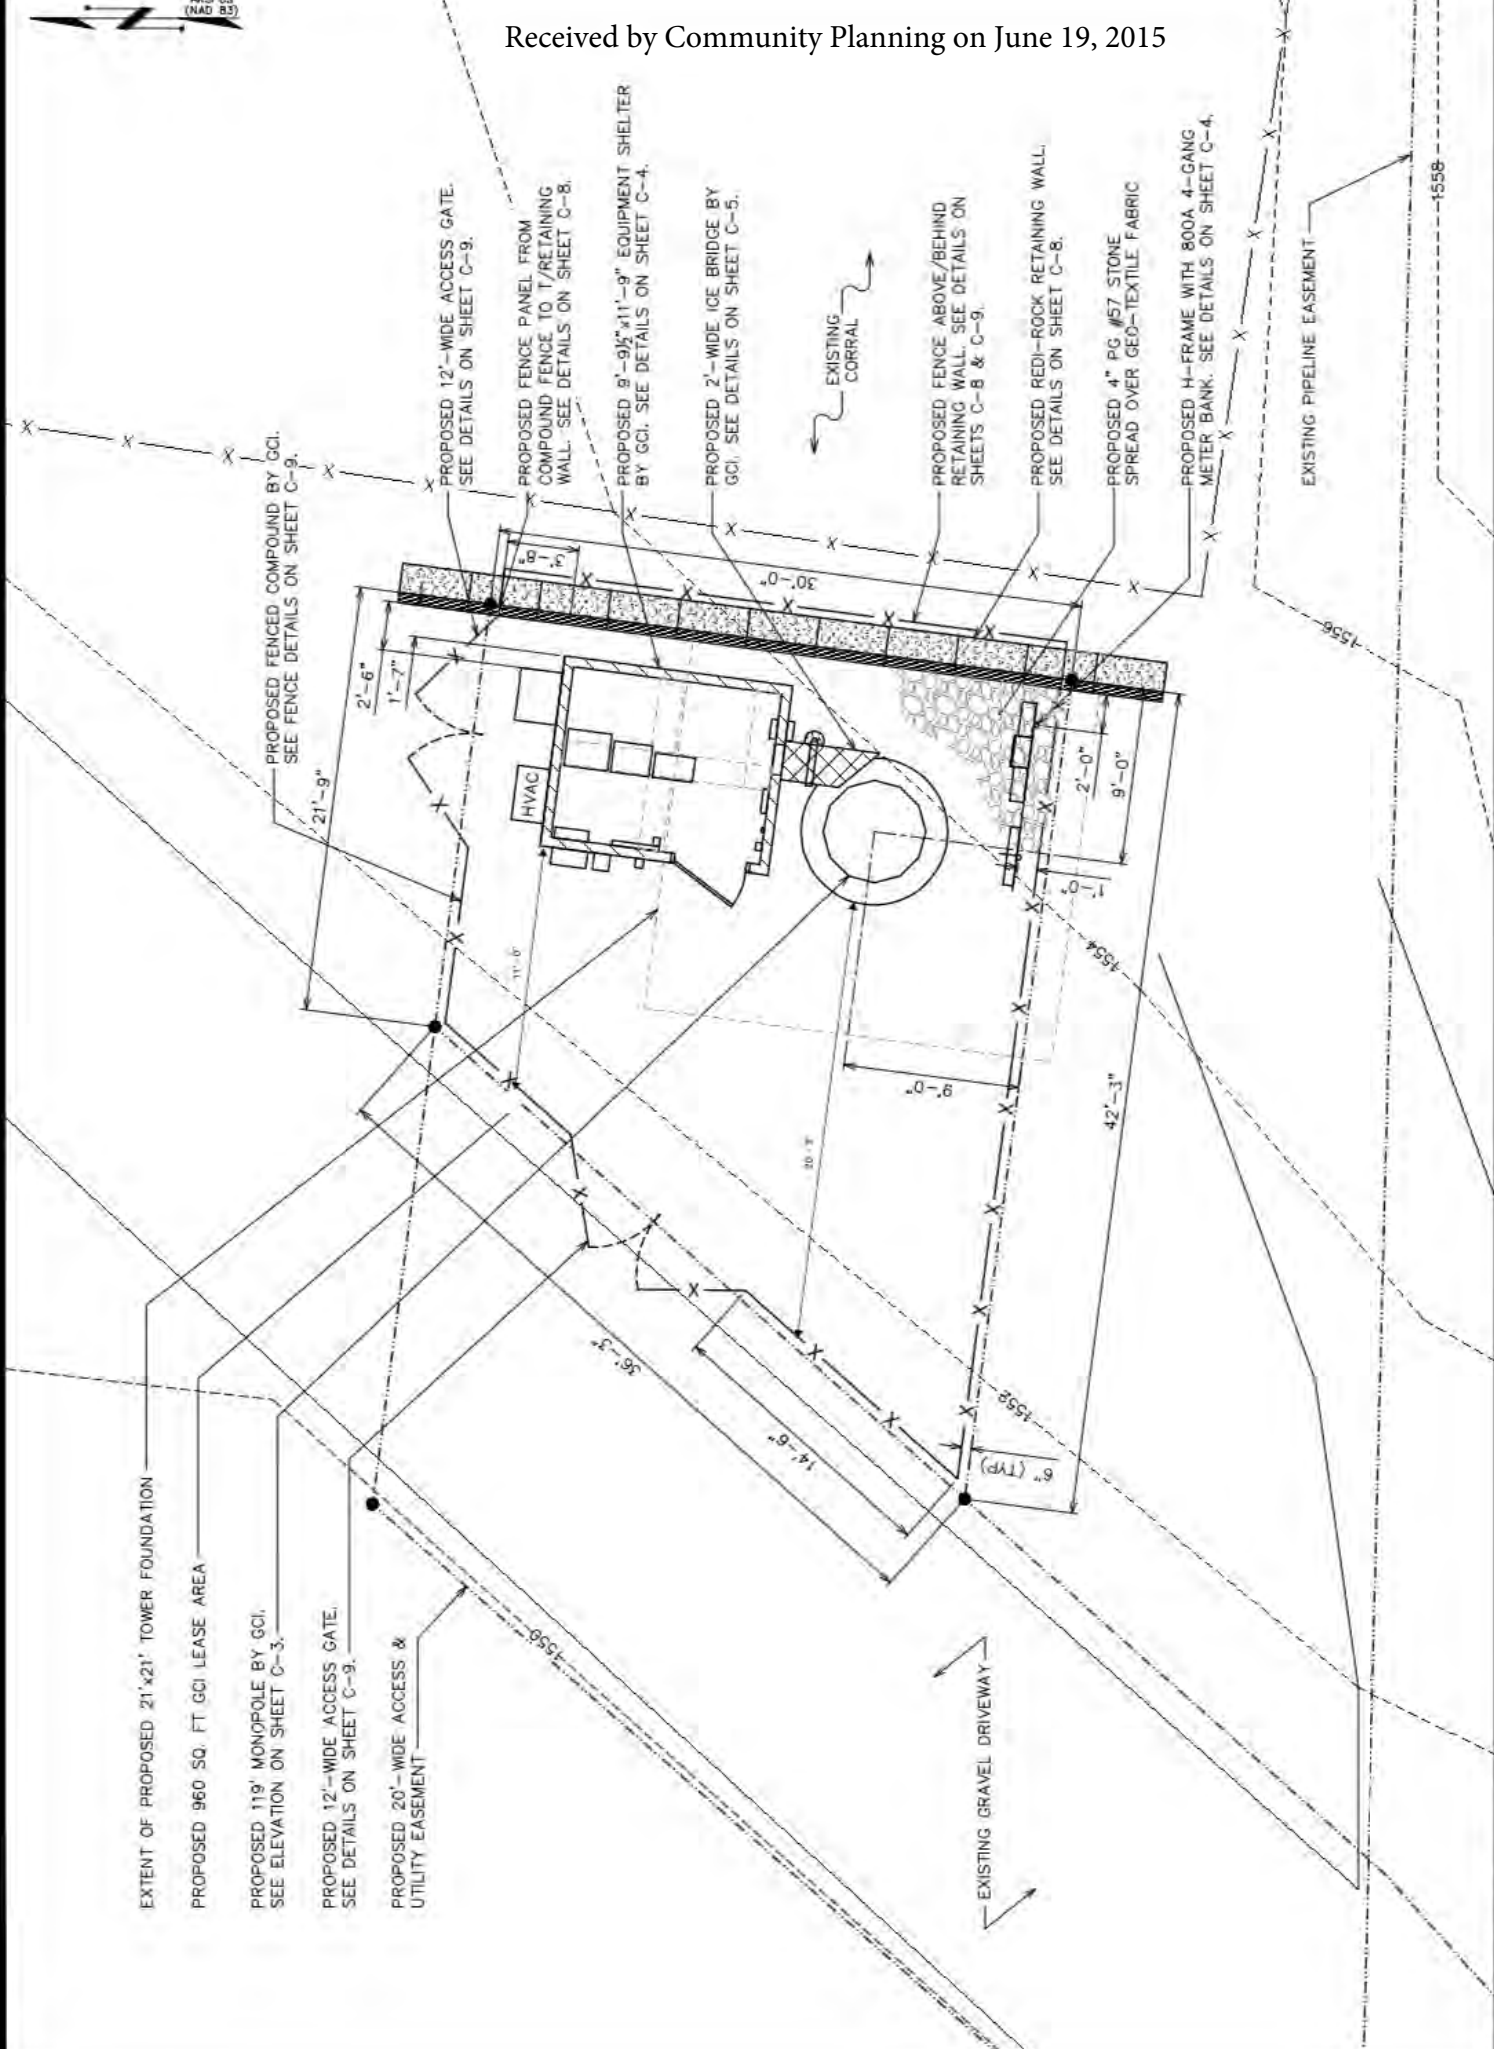 (NAD 83)
Received by Community Planning on June 19, 2015
PROPOSED FENCED COMPOUND BY GCI.
SEE FENCE DETAILS ON SHEET C-9.
PROPOSED 12'-WIDE ACCESS GATE.
SEE DETAILS ON SHEET C-9.
PROPOSED FENCE PANEL FROM
COMPOUND FENCE TO T/RETAINING
WALL. SEE DETAILS ON SHEET C-8.
PROPOSED 9'-9½"x11'-9" EQUIPMENT SHELTER
BY GCI. SEE DETAILS ON SHEET C-4.
PROPOSED 2'-WIDE ICE BRIDGE BY
GCI. SEE DETAILS ON SHEET C-5.
EXISTING
CORRAL
PROPOSED FENCE ABOVE/BEHIND
RETAINING WALL. SEE DETAILS ON
SHEETS C-8 & C-9.
PROPOSED REDI-ROCK RETAINING WALL.
SEE DETAILS ON SHEET C-8.
PROPOSED 4" PG #57 STONE
SPREAD OVER GEO-TEXTILE FABRIC
PROPOSED H-FRAME WITH 800A 4-GANG
METER BANK. SEE DETAILS ON SHEET C-4.
EXISTING PIPELINE EASEMENT
1558
1556
1554
1552
1550
21'-9"
2'-6"
1'-7"
3'-8"
30'-0"
HVAC
11'-6"
2'-0"
9'-0"
1'-0"
9'-0"
42'-3"
36'-3"
14'-6"
6" (TYP)
EXTENT OF PROPOSED 21'x21' TOWER FOUNDATION
PROPOSED 960 SQ. FT GCI LEASE AREA
PROPOSED 119' MONOPOLE BY GCI.
SEE ELEVATION ON SHEET C-3.
PROPOSED 12'-WIDE ACCESS GATE.
SEE DETAILS ON SHEET C-9.
PROPOSED 20'-WIDE ACCESS &
UTILITY EASEMENT
EXISTING GRAVEL DRIVEWAY